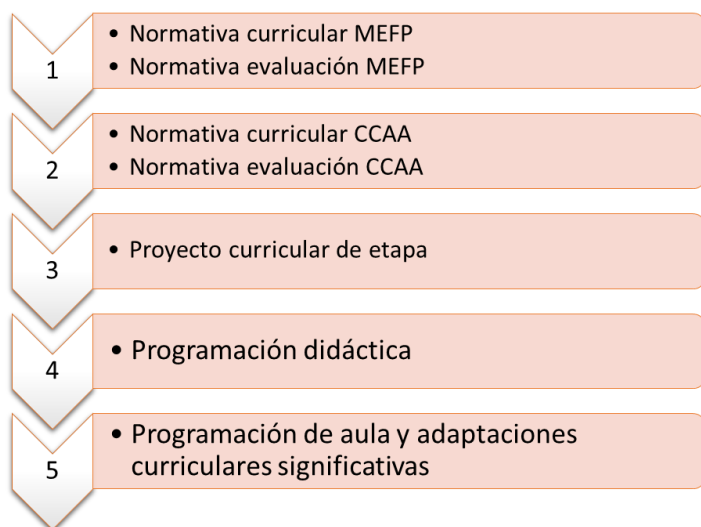 1
• Normativa curricular MEFP
• Normativa evaluación MEFP
2
• Normativa curricular CCAA
• Normativa evaluación CCAA
3
• Proyecto curricular de etapa
4
• Programación didáctica
5
• Programación de aula y adaptaciones
curriculares significativas